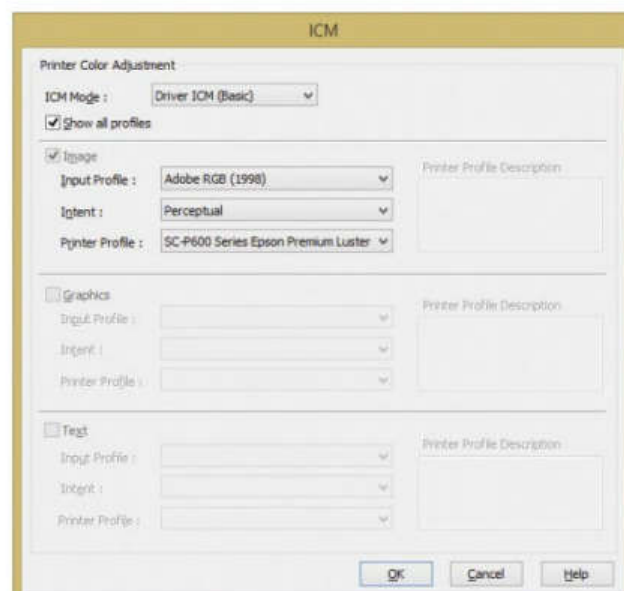 ICM
Printer Color Adjustment
ICM Mode : Driver ICM (Basic)
Show all profiles
Image
Printer Profile Description
Input Profile : Adobe RGB (1998)
Intent : Perceptual
Printer Profile : SC-P600 Series Epson Premium Luster
Graphics
Printer Profile Description
Input Profile :
Intent :
Printer Profile :
Text
Printer Profile Description
Input Profile :
Intent :
Printer Profile :
OK Cancel Help